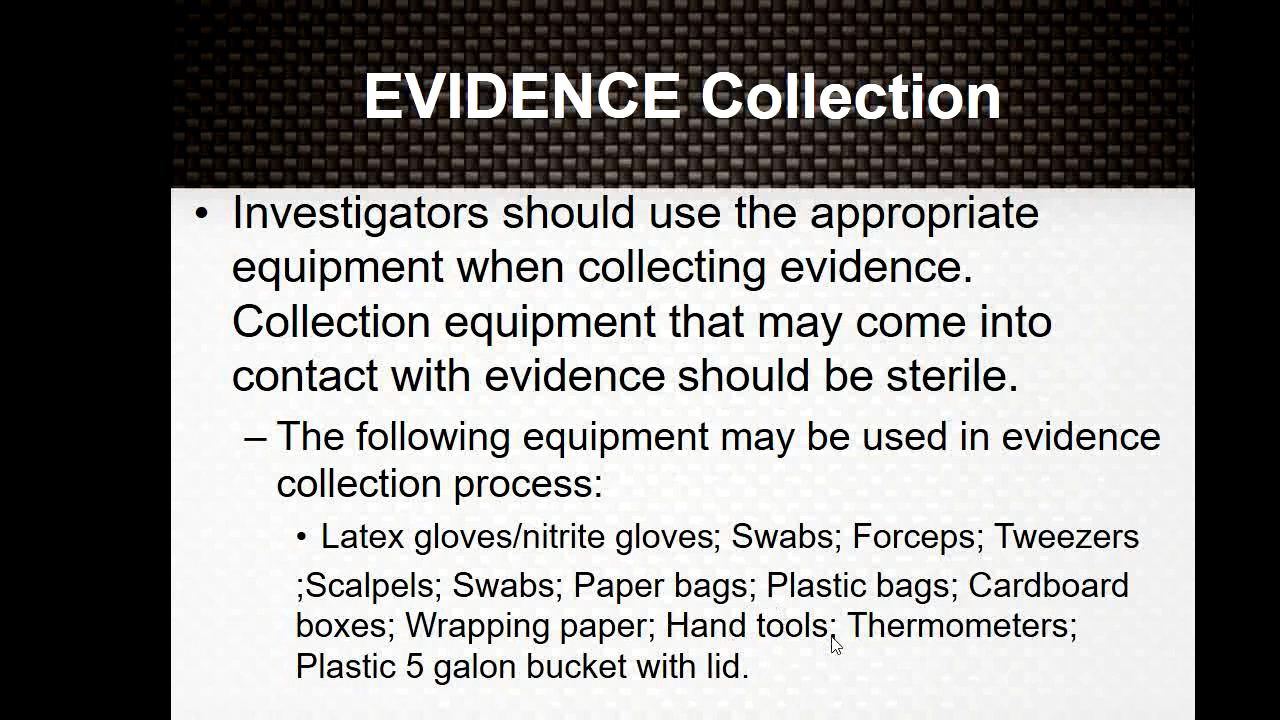 EVIDENCE Collection
• Investigators should use the appropriate
equipment when collecting evidence.
Collection equipment that may come into
contact with evidence should be sterile.
– The following equipment may be used in evidence
collection process:
• Latex gloves/nitrite gloves; Swabs; Forceps; Tweezers
;Scalpels; Swabs; Paper bags; Plastic bags; Cardboard
boxes; Wrapping paper; Hand tools; Thermometers;
Plastic 5 galon bucket with lid.